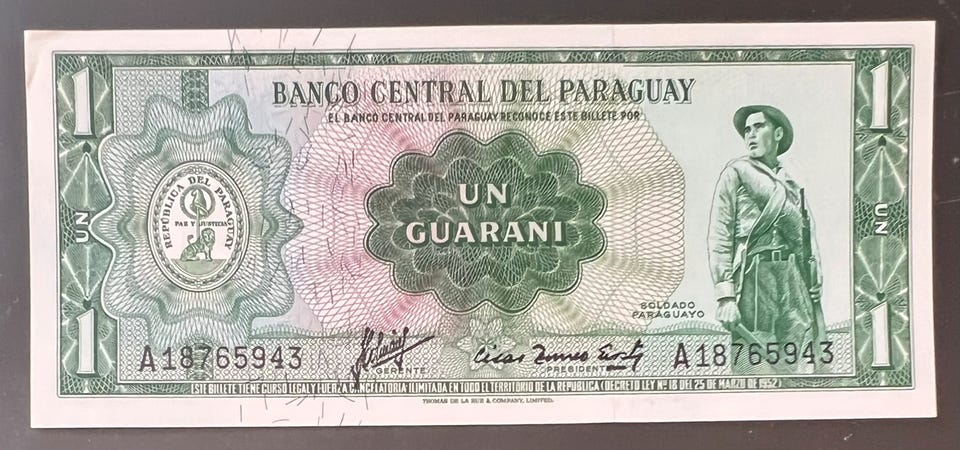 1
1
BANCO CENTRAL DEL PARAGUAY
EL BANCO CENTRAL DEL PARAGUAY RECONOCE ESTE BILLETE POR
REPÚBLICA DEL PARAGUAY
PAZ Y JUSTICIA
UN
GUARANI
UN
UN
SOLDADO
PARAGUAYO
1
1
A18765943
A18765943
GERENTE
PRESIDENTE
ESTE BILLETE TIENE CURSO LEGAL Y FUERZA CANCELATORIA ILIMITADA EN TODO EL TERRITORIO DE LA REPUBLICA (DECRETO LEY Nº 18 DEL 25 DE MARZO DE 1952)
THOMAS DE LA RUE & COMPANY, LIMITED.